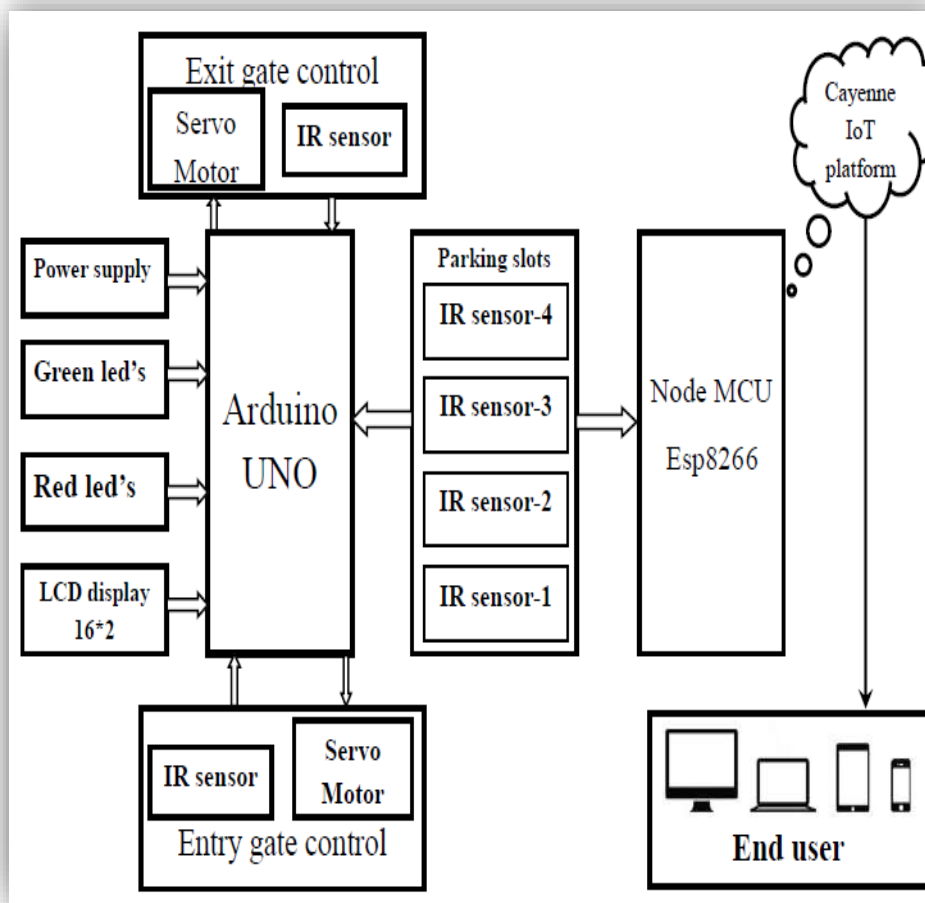 Exit gate control
Servo
Motor
IR sensor
Cayenne
IoT
platform
Power supply
Green led's
Red led's
LCD display
16*2
Arduino
UNO
Parking slots
IR sensor-4
IR sensor-3
IR sensor-2
IR sensor-1
Node MCU
Esp8266
IR sensor
Servo
Motor
Entry gate control
End user